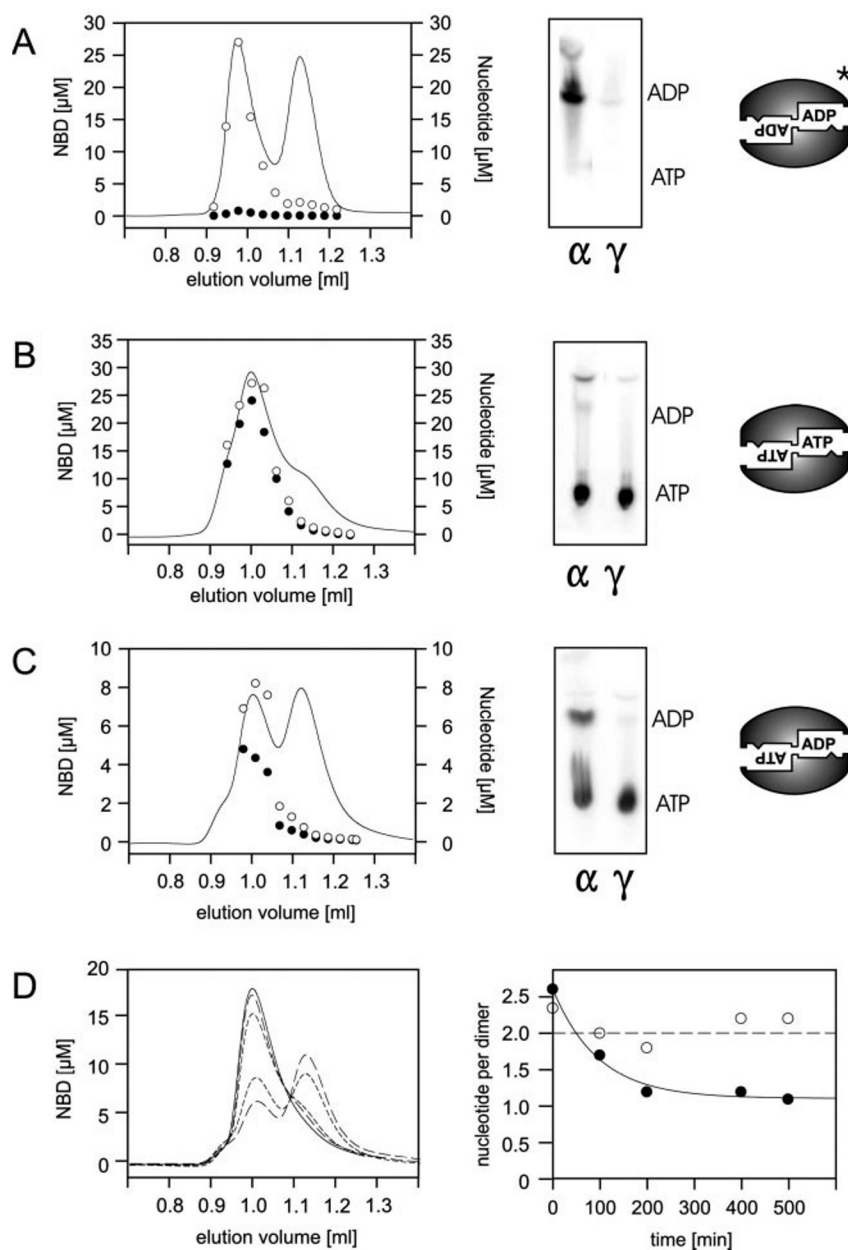 A
30 30
25 25
20 20
15 15
10 10
5 5
0 0
NBD [µM]
Nucleotide [µM]
0.8 0.9 1.0 1.1 1.2 1.3
elution volume [ml]
ADP
ATP
α γ
*
ADP ADP
B
35 35
30 30
25 25
20 20
15 15
10 10
5 5
0 0
NBD [µM]
Nucleotide [µM]
0.8 0.9 1.0 1.1 1.2 1.3
elution volume [ml]
ADP
ATP
α γ
ATP ATP
C
10 10
8 8
6 6
4 4
2 2
0 0
NBD [µM]
Nucleotide [µM]
0.8 0.9 1.0 1.1 1.2 1.3
elution volume [ml]
ADP
ATP
α γ
ATP ADP
D
20
15
10
5
0
NBD [µM]
0.8 0.9 1.0 1.1 1.2 1.3
elution volume [ml]
2.5
2.0
1.5
1.0
0.5
0
nucleotide per dimer
0 100 200 400 500
time [min]